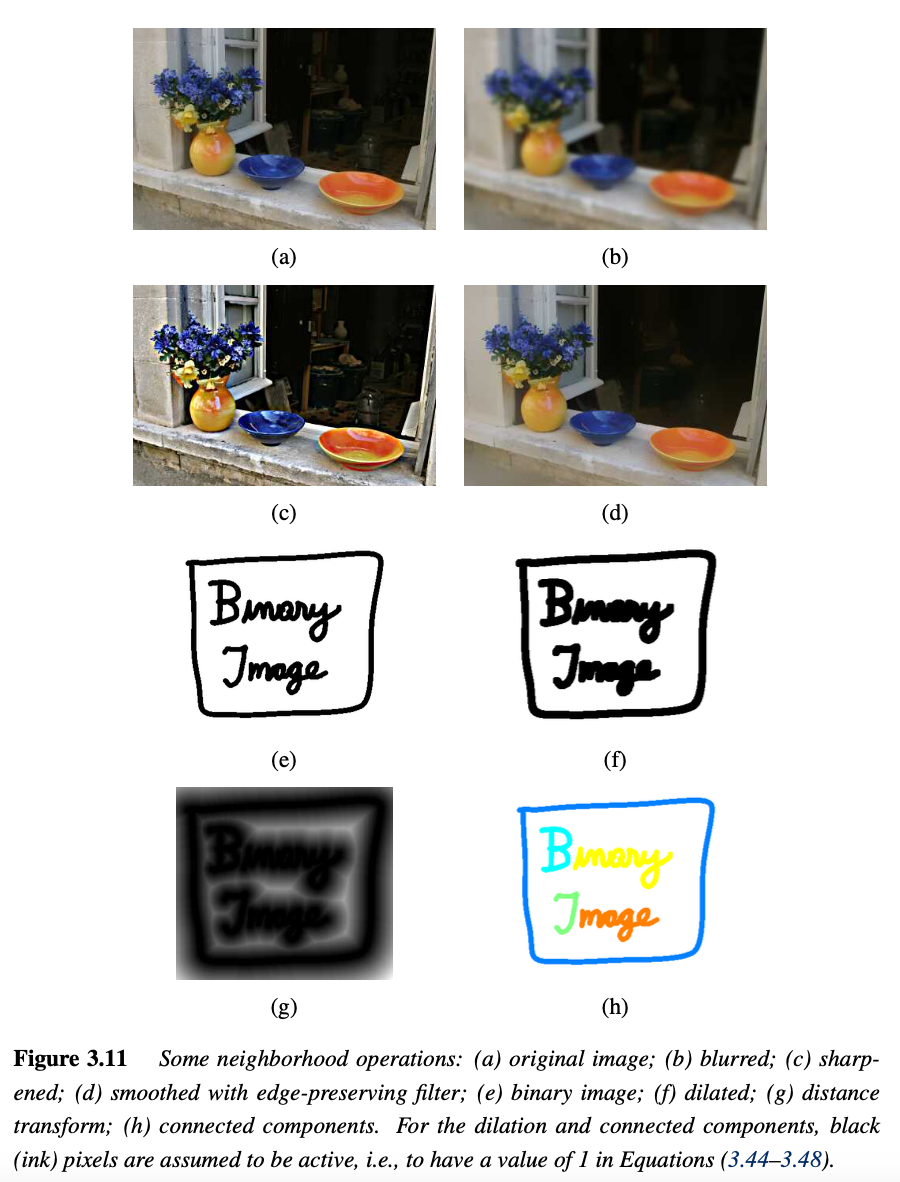 (a)
(b)
(c)
(d)
Binary
Image
Binary
Image
(e)
(f)
Binary
Image
Binary
Image
(g)
(h)
Figure 3.11 Some neighborhood operations: (a) original image; (b) blurred; (c) sharp-
ened; (d) smoothed with edge-preserving filter; (e) binary image; (f) dilated; (g) distance
transform; (h) connected components. For the dilation and connected components, black
(ink) pixels are assumed to be active, i.e., to have a value of 1 in Equations (3.44–3.48).